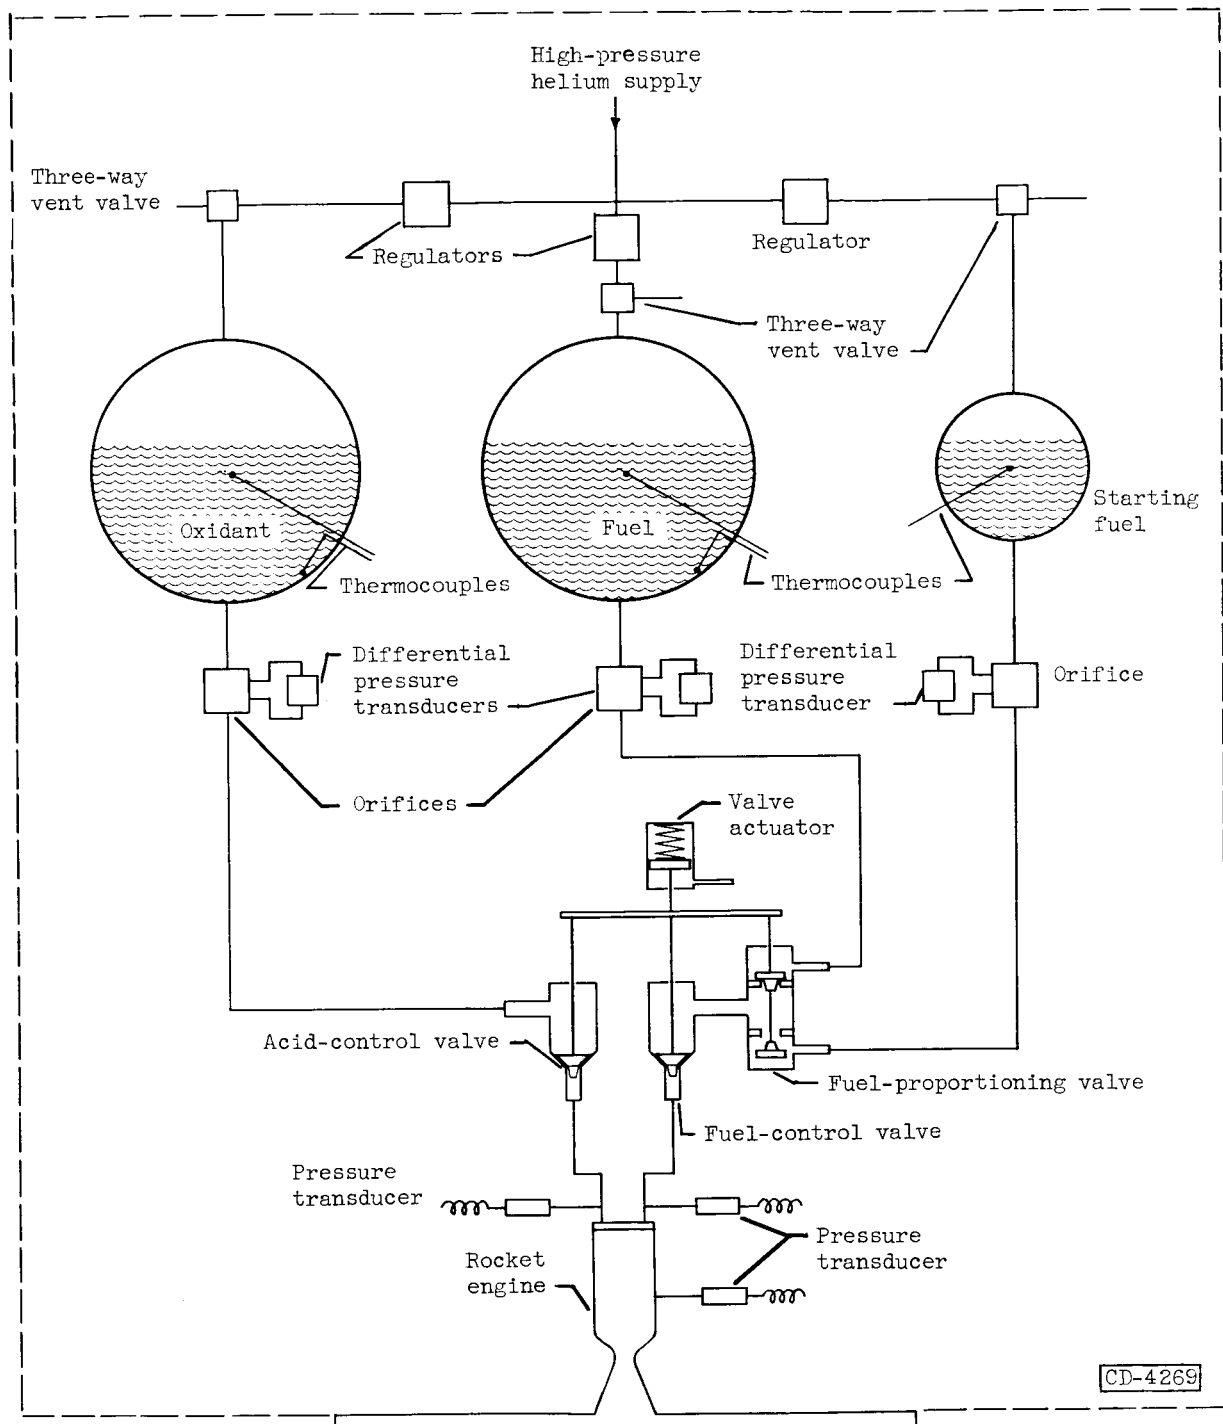 High-pressure
helium supply
Three-way
vent valve
Regulators
Regulator
Three-way
vent valve
Oxidant
Fuel
Starting
fuel
Thermocouples
Thermocouples
Differential
pressure
transducers
Differential
pressure
transducer
Orifice
Orifices
Valve
actuator
Acid-control valve
Fuel-proportioning valve
Fuel-control valve
Pressure
transducer
Pressure
transducer
Rocket
engine
CD-4269